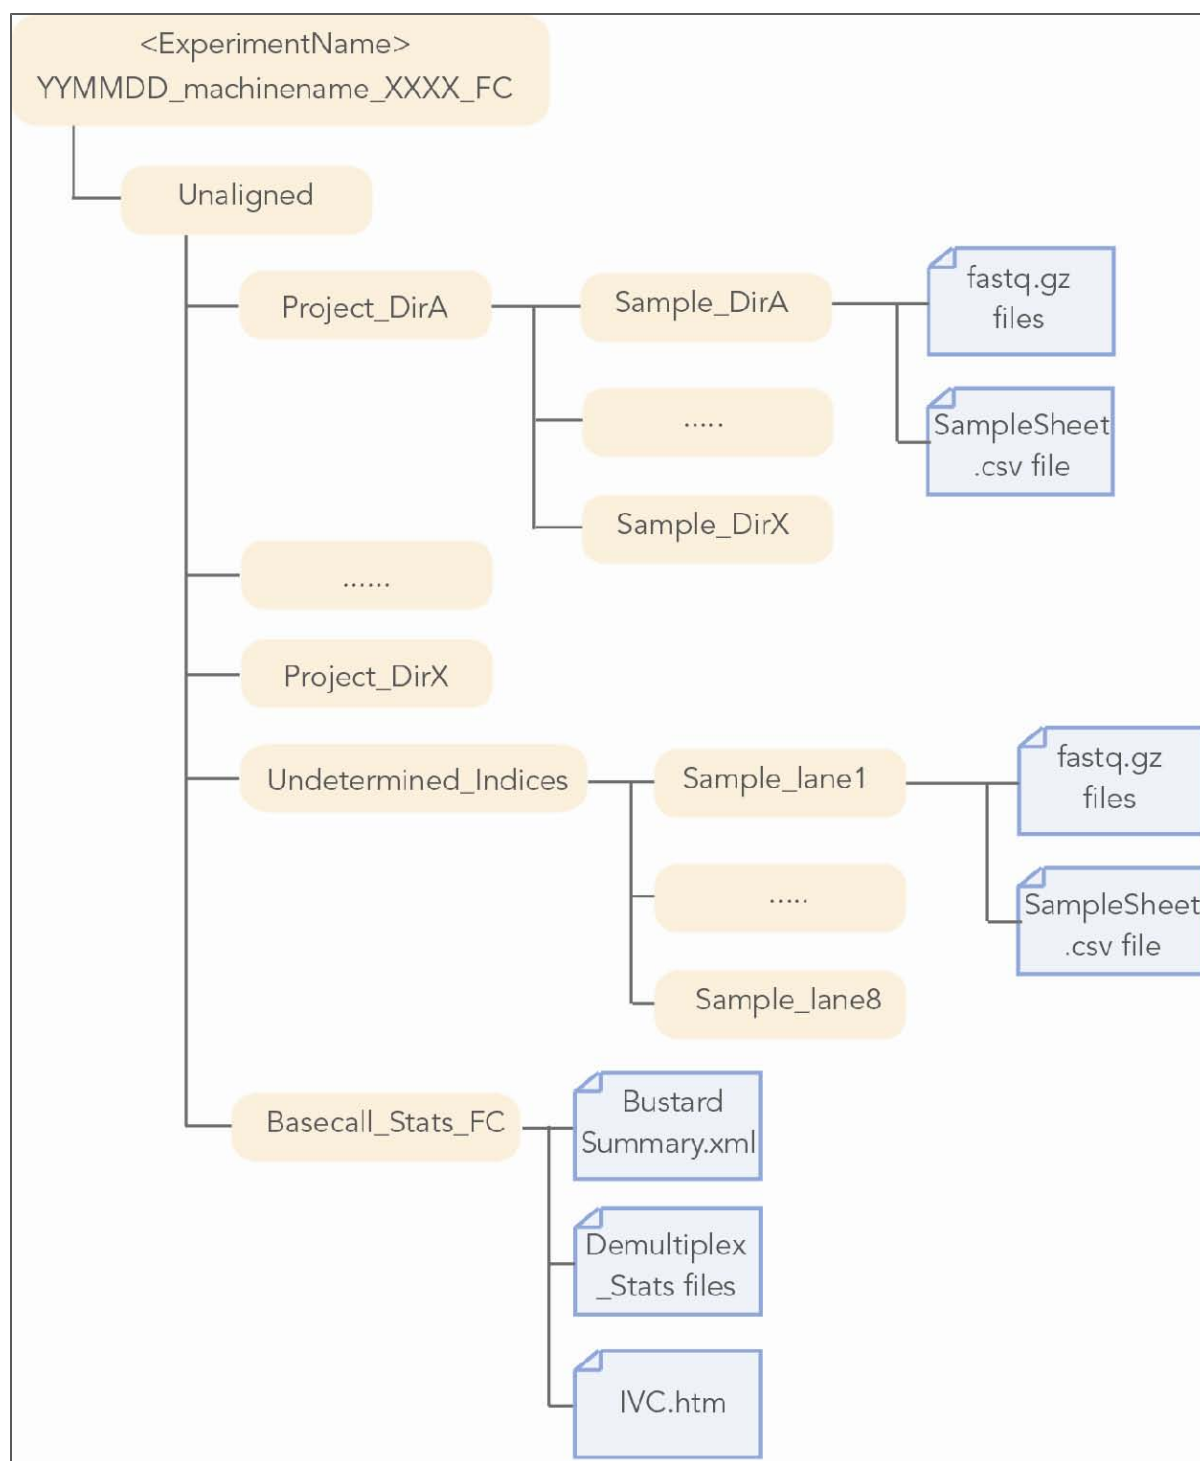 <ExperimentName>
YYMMDD_machinename_XXXX_FC
Unaligned
Project_DirA
Sample_DirA
fastq.gz
files
.....
SampleSheet
.csv file
Sample_DirX
......
Project_DirX
Undetermined_Indices
Sample_lane1
fastq.gz
files
.....
SampleSheet
.csv file
Sample_lane8
Basecall_Stats_FC
Bustard
Summary.xml
Demultiplex
_Stats files
IVC.htm